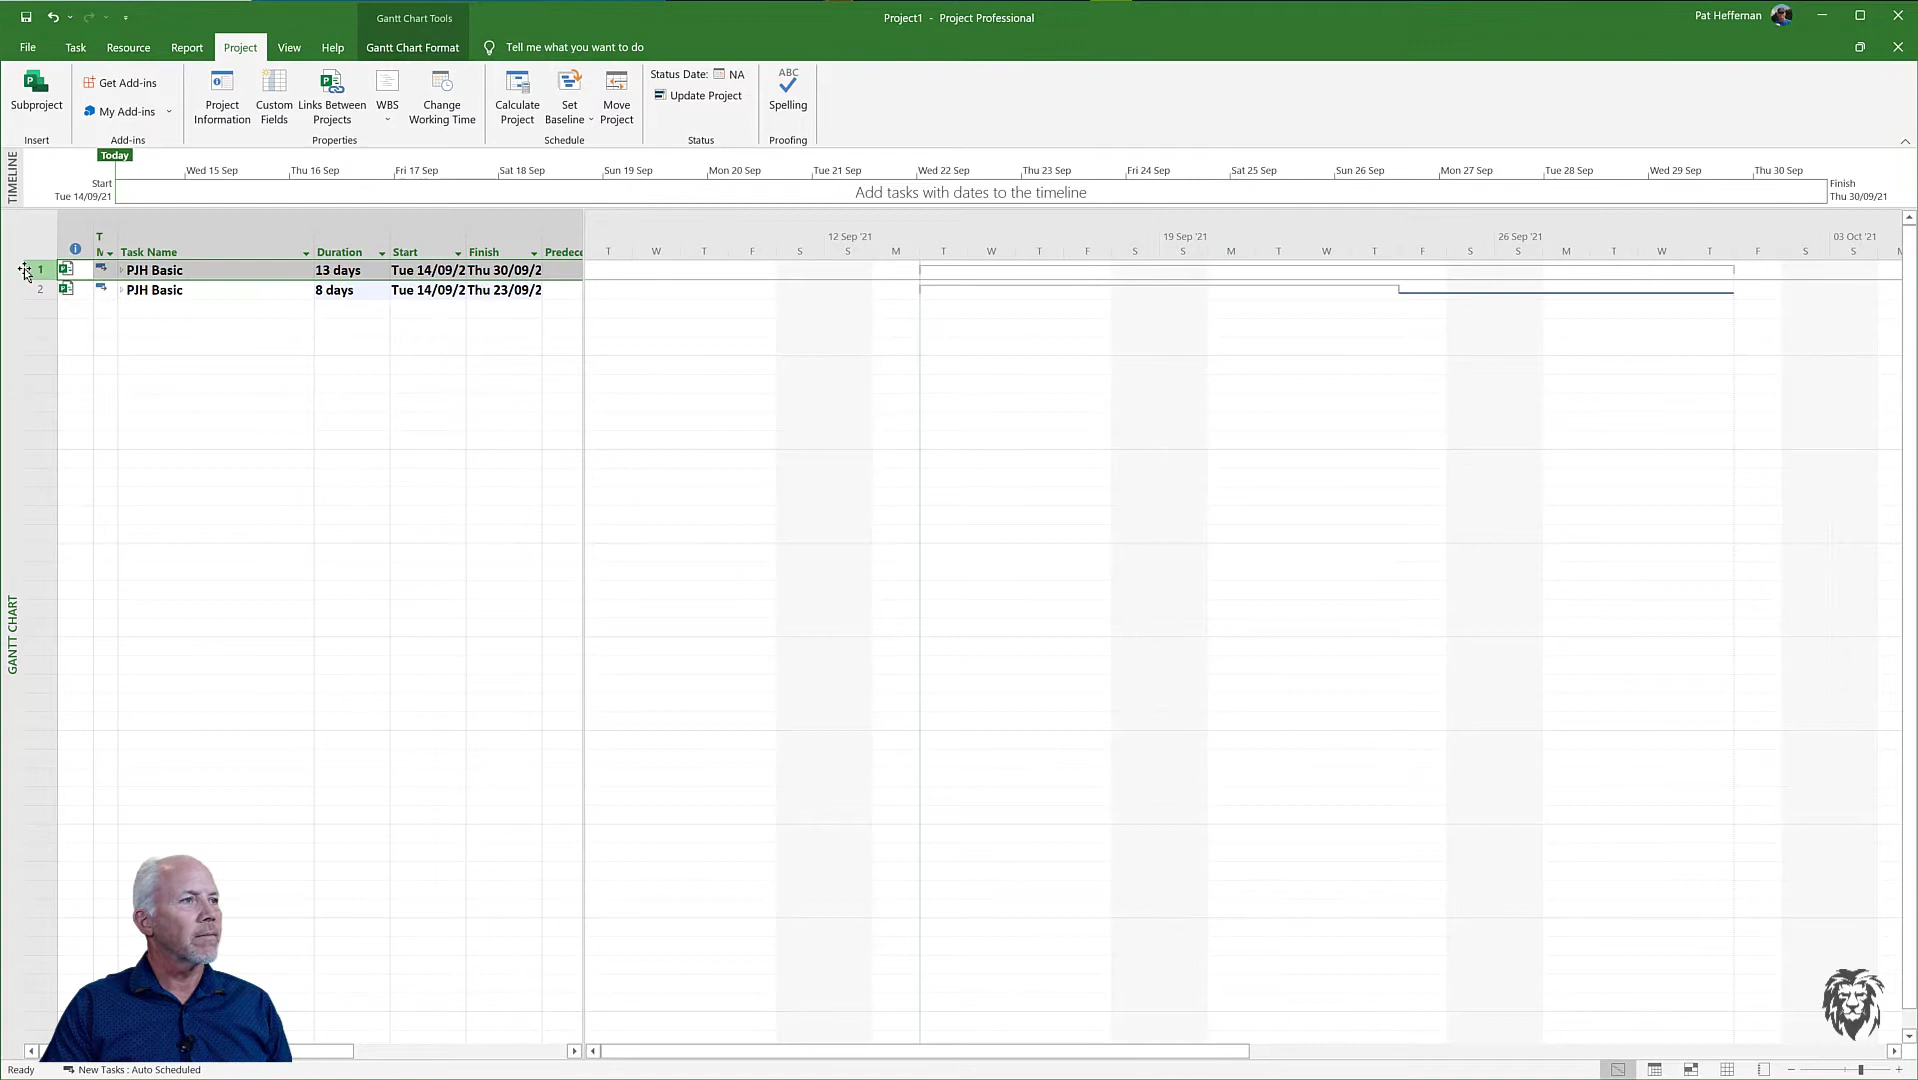 Gantt Chart Tools
Project1 - Project Professional
Pat Heffernan
File Task Resource Report Project View Help Gantt Chart Format Tell me what you want to do
Subproject
Get Add-ins
My Add-ins
Project Information
Custom Fields
Links Between Projects
WBS
Change Working Time
Calculate Project
Set Baseline
Move Project
Status Date: NA
Update Project
ABC
Spelling
Insert Add-ins Properties Schedule Status Proofing
TIMELINE
Today
Wed 15 Sep Thu 16 Sep Fri 17 Sep Sat 18 Sep Sun 19 Sep Mon 20 Sep Tue 21 Sep Wed 22 Sep Thu 23 Sep Fri 24 Sep Sat 25 Sep Sun 26 Sep Mon 27 Sep Tue 28 Sep Wed 29 Sep Thu 30 Sep
Start
Tue 14/09/21
Add tasks with dates to the timeline
Finish
Thu 30/09/21
T 12 Sep '21 19 Sep '21 26 Sep '21 03 Oct '21
M Task Name Duration Start Finish Predec T W T F S S M T W T F S S M T W T F S S M T W T F S S M
1 PJH Basic 13 days Tue 14/09/2 Thu 30/09/2
2 PJH Basic 8 days Tue 14/09/2 Thu 23/09/2
GANTT CHART
Ready New Tasks : Auto Scheduled